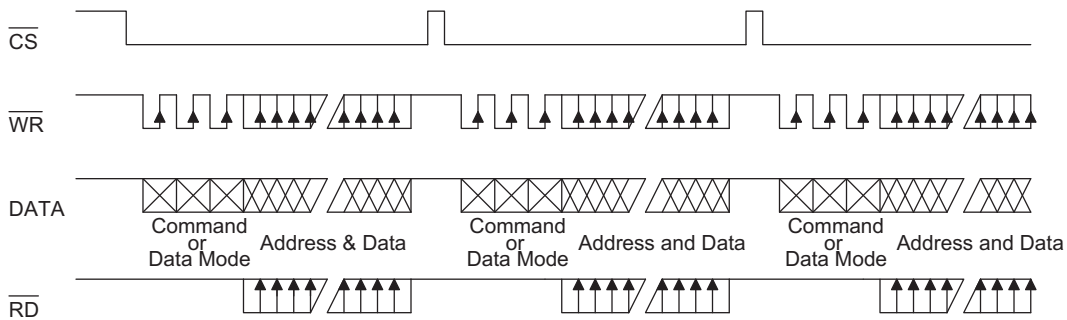 CS
WR
DATA
Command
or
Data Mode
Address & Data
Command
or
Data Mode
Address and Data
Command
or
Data Mode
Address and Data
RD